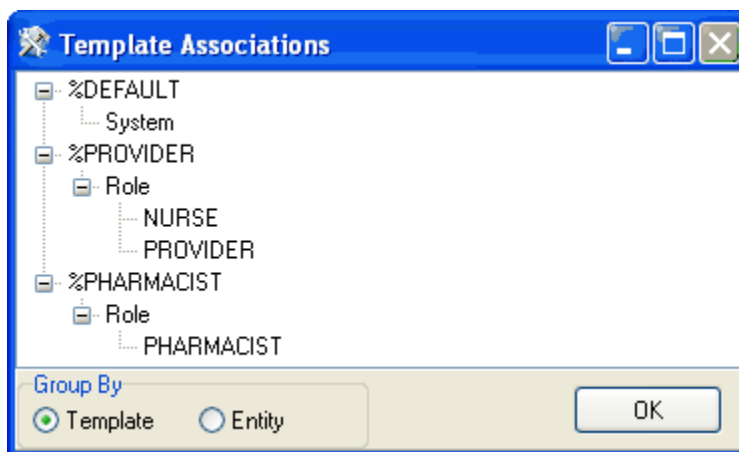 Template Associations
%DEFAULT
System
%PROVIDER
Role
NURSE
PROVIDER
%PHARMACIST
Role
PHARMACIST
Group By
Template Entity OK